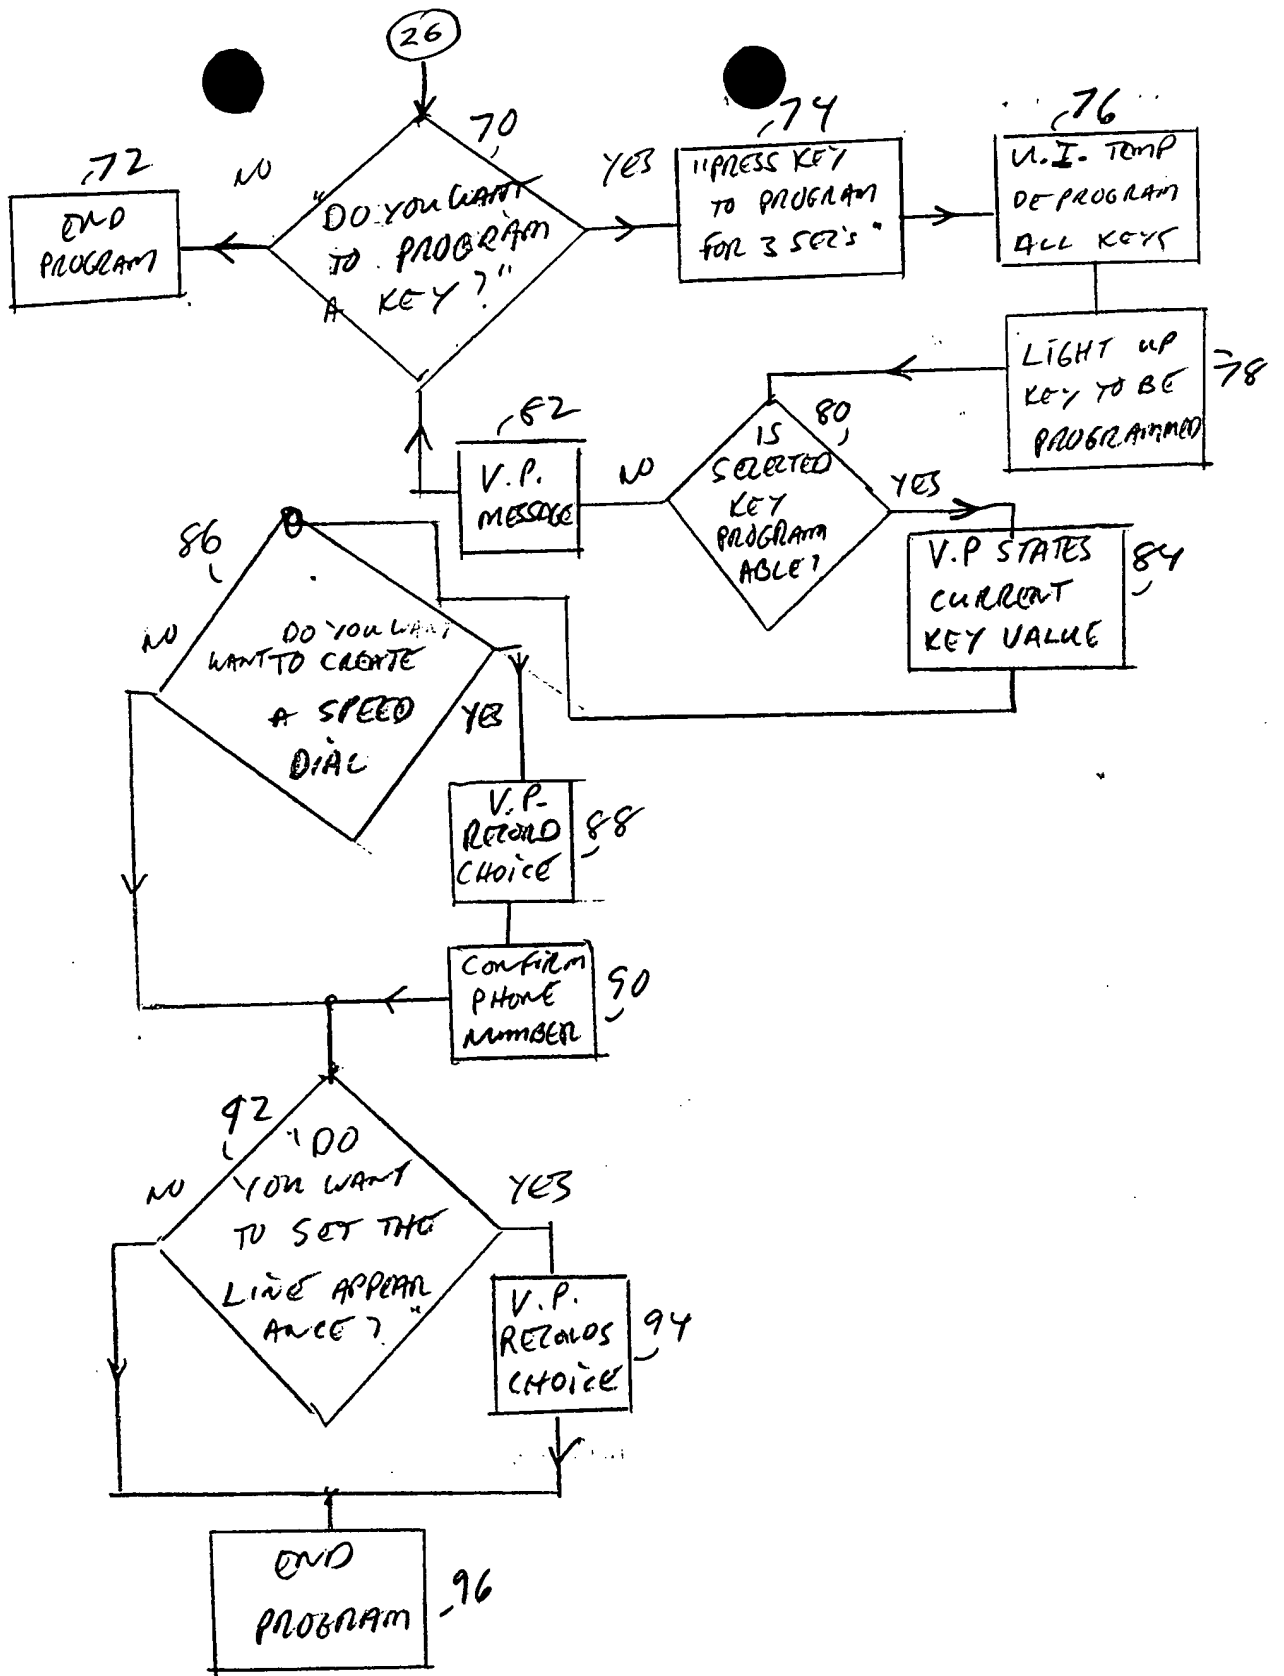 26
70
"DO YOU WANT
TO PROGRAM
A KEY?"
NO
72
END
PROGRAM
YES
74
"PRESS KEY
TO PROGRAM
FOR 3 SEC'S"
76
U.I. TEMP
DEPROGRAM
ALL KEYS
LIGHT UP
KEY TO BE
PROGRAMMED
78
80
IS
SELECTED
KEY
PROGRAM
ABLE?
NO
82
V.P.
MESSAGE
YES
V.P STATES
CURRENT
KEY VALUE
84
86
DO YOU WANT
WANT TO CREATE
A SPEED
DIAL
NO
YES
V.P.
RECORD
CHOICE
88
CONFIRM
PHONE
NUMBER
90
92
"DO
YOU WANT
TO SET THE
LINE APPEAR
ANCE?"
NO
YES
V.P.
RECORDS
CHOICE
94
END
PROGRAM
96